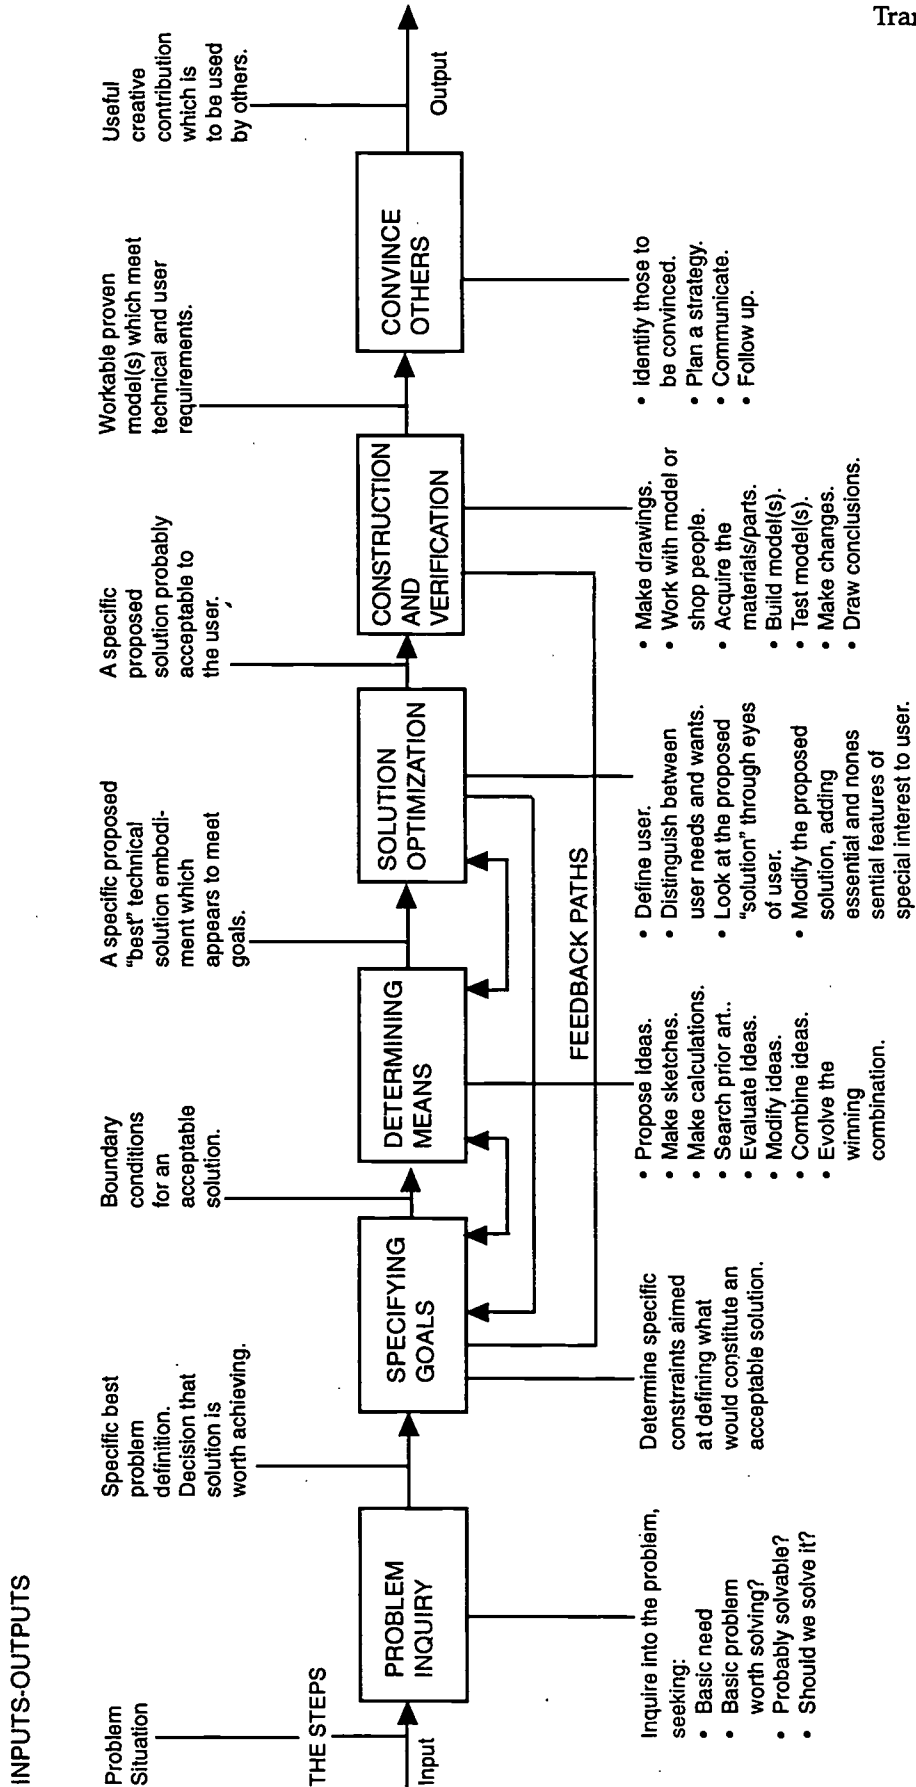 Tran
INPUTS-OUTPUTS
Problem
Situation
Specific best
problem
definition.
Decision that
solution is
worth achieving.
Boundary
conditions
for an
acceptable
solution.
A specific proposed
“best” technical
solution embodi-
ment which
appears to meet
goals.
A specific
proposed
solution probably
acceptable to
the user.
Workable proven
model(s) which meet
technical and user
requirements.
Useful
creative
contribution
which is
to be used
by others.
THE STEPS
Input
PROBLEM
INQUIRY
SPECIFYING
GOALS
DETERMINING
MEANS
SOLUTION
OPTIMIZATION
CONSTRUCTION
AND
VERIFICATION
CONVINCE
OTHERS
Output
FEEDBACK PATHS
Inquire into the problem,
seeking:
• Basic need
• Basic problem
worth solving?
• Probably solvable?
• Should we solve it?
Determine specific
constrraints aimed
at defining what
would constitute an
acceptable solution.
• Propose ideas.
• Make sketches.
• Make calculations.
• Search prior art..
• Evaluate ideas.
• Modify ideas.
• Combine ideas.
• Evolve the
winning
combination.
• Define user.
• Distinguish between
user needs and wants.
• Look at the proposed
“solution” through eyes
of user.
• Modify the proposed
solution, adding
essential and nones
sential features of
special interest to user.
• Make drawings.
• Work with model or
shop people.
• Acquire the
materials/parts.
• Build model(s).
• Test model(s).
• Make changes.
• Draw conclusions.
• Identify those to
be convinced.
• Plan a strategy.
• Communicate.
• Follow up.